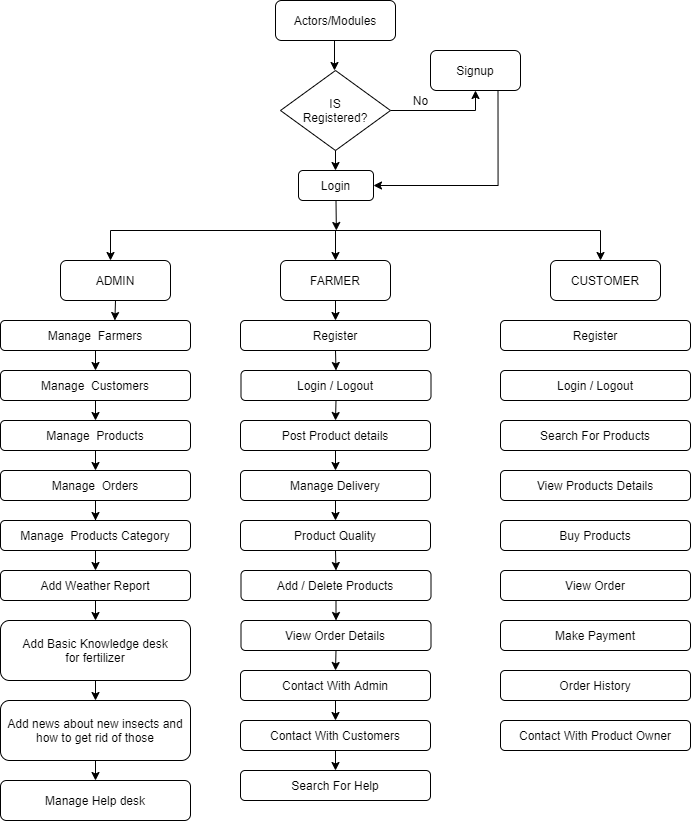 Actors/Modules
Signup
No
IS
Registered?
Login
ADMIN
Manage  Farmers
Manage  Customers
Manage  Products
Manage  Orders
Manage  Products Category
Add Weather Report
Add Basic Knowledge desk
for fertilizer
Add news about new insects and
how to get rid of those
Manage Help desk
FARMER
Register
Login / Logout
Post Product details
Manage Delivery
Product Quality
Add / Delete Products
View Order Details
Contact With Admin
Contact With Customers
Search For Help
CUSTOMER
Register
Login / Logout
Search For Products
View Products Details
Buy Products
View Order
Make Payment
Order History
Contact With Product Owner